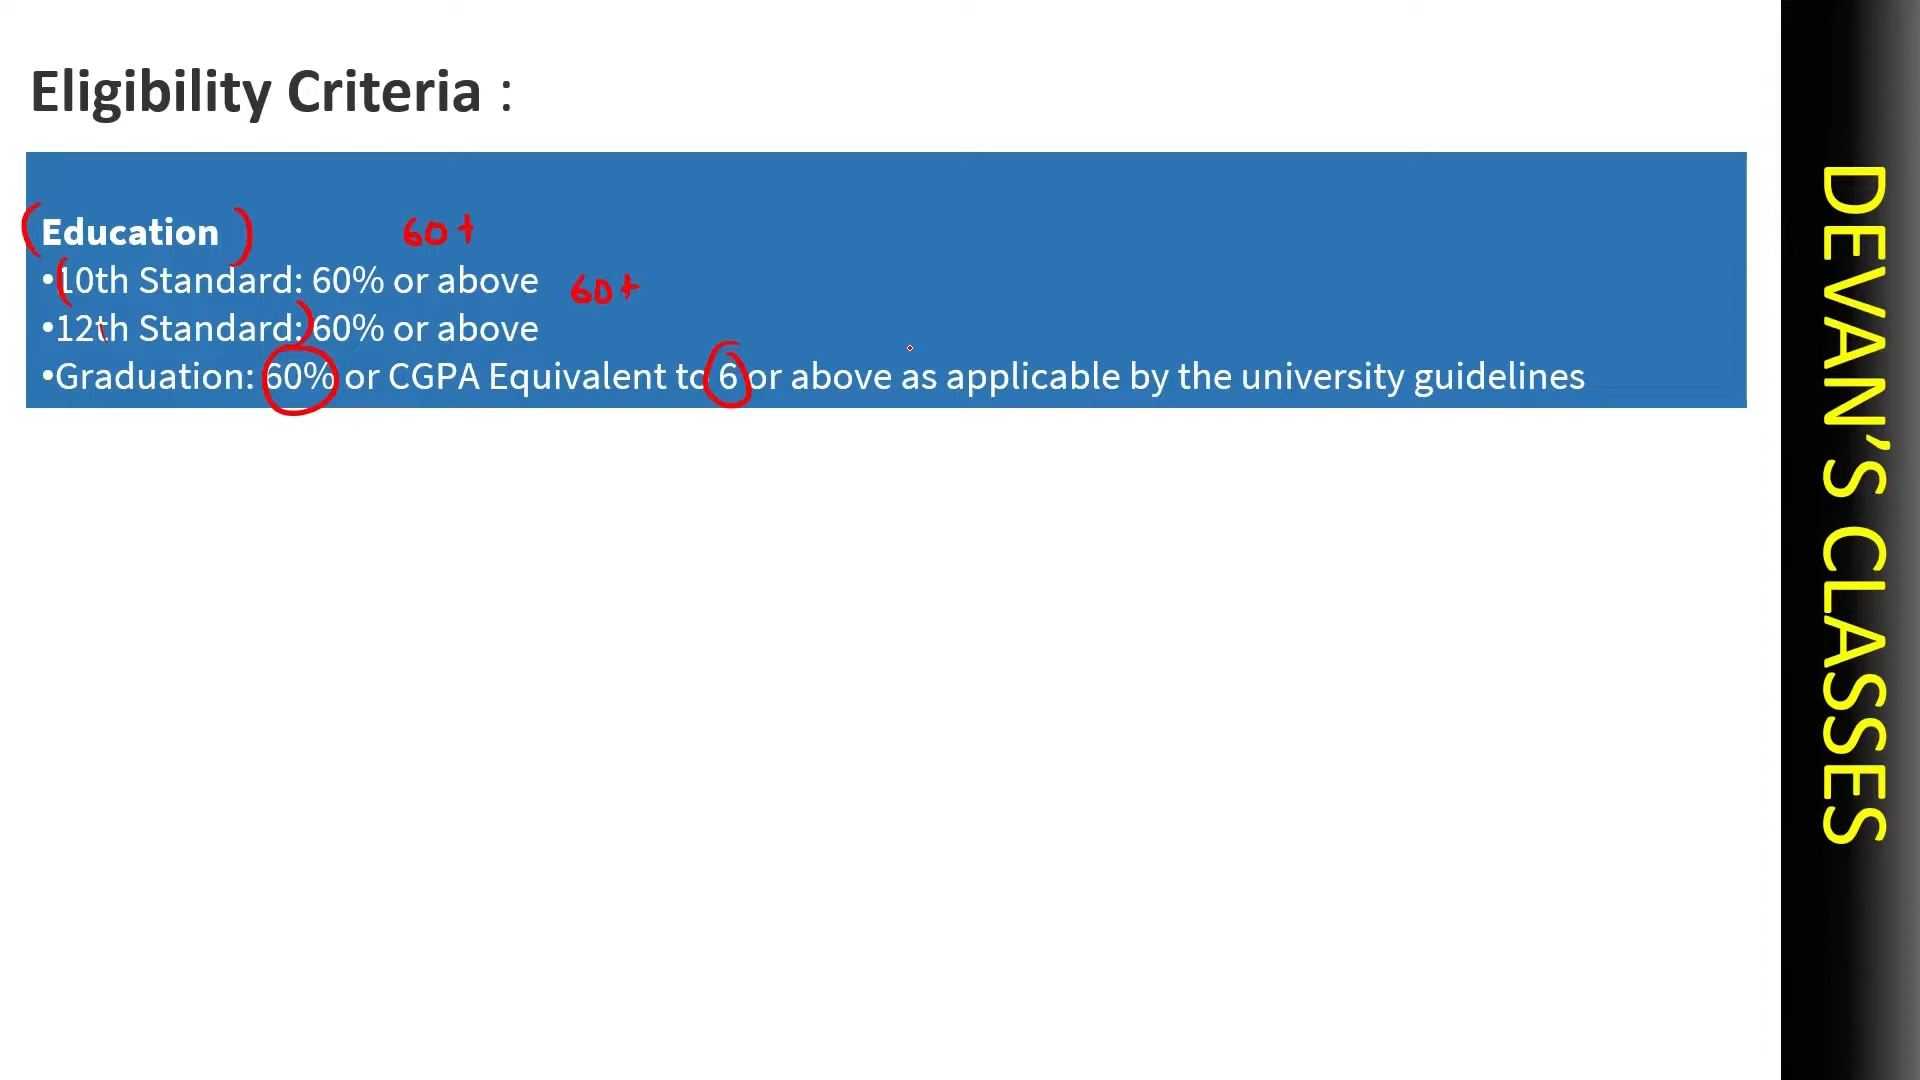 Eligibility Criteria :
Education
60+
•10th Standard: 60% or above
60+
•12th Standard: 60% or above
•Graduation: 60% or CGPA Equivalent to 6 or above as applicable by the university guidelines
DEVAN'S CLASSES